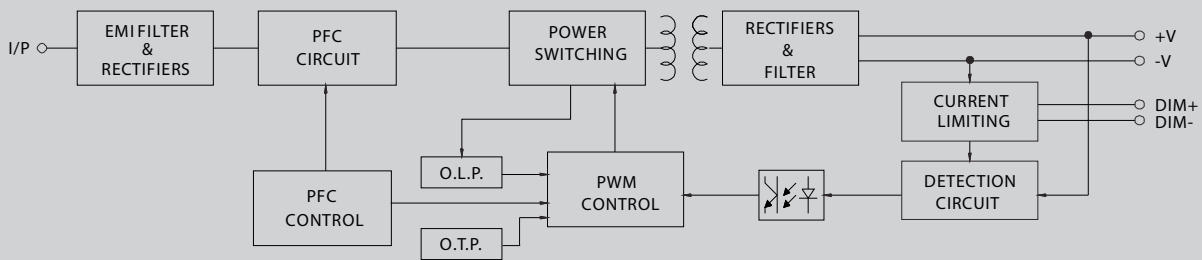 I/P
EMI FILTER
&
RECTIFIERS
PFC
CIRCUIT
POWER
SWITCHING
RECTIFIERS
&
FILTER
+V
-V
CURRENT
LIMITING
DIM+
DIM-
O.L.P.
PFC
CONTROL
PWM
CONTROL
DETECTION
CIRCUIT
O.T.P.